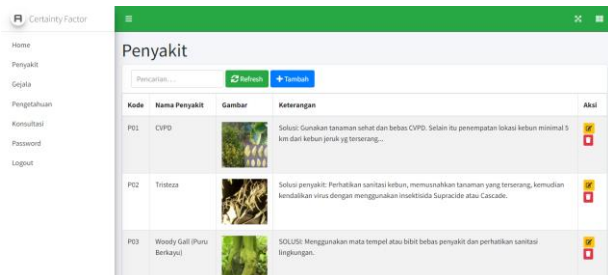 Certainty Factor
Home
Penyakit
Gejala
Pengetahuan
Konsultasi
Password
Logout
Penyakit
Pencarian...
Refresh
Tambah
Kode Nama Penyakit Gambar Keterangan Aksi
P01 CVPD Solusi: Gunakan tanaman sehat dan bebas CVPD. Selain itu penempatan lokasi kebun minimal 5
km dari kebun jeruk yg terserang...
P02 Tristeza Solusi penyakit: Perhatikan sanitasi kebun, memusnahkan tanaman yang terserang, kemudian
kendalikan virus dengan menggunakan insektisida Supracide atau Cascade.
P03 Woody Gall (Puru SOLUSI: Menggunakan mata tempel atau bibit bebas penyakit dan perhatikan sanitasi
Berkayu) lingkungan.